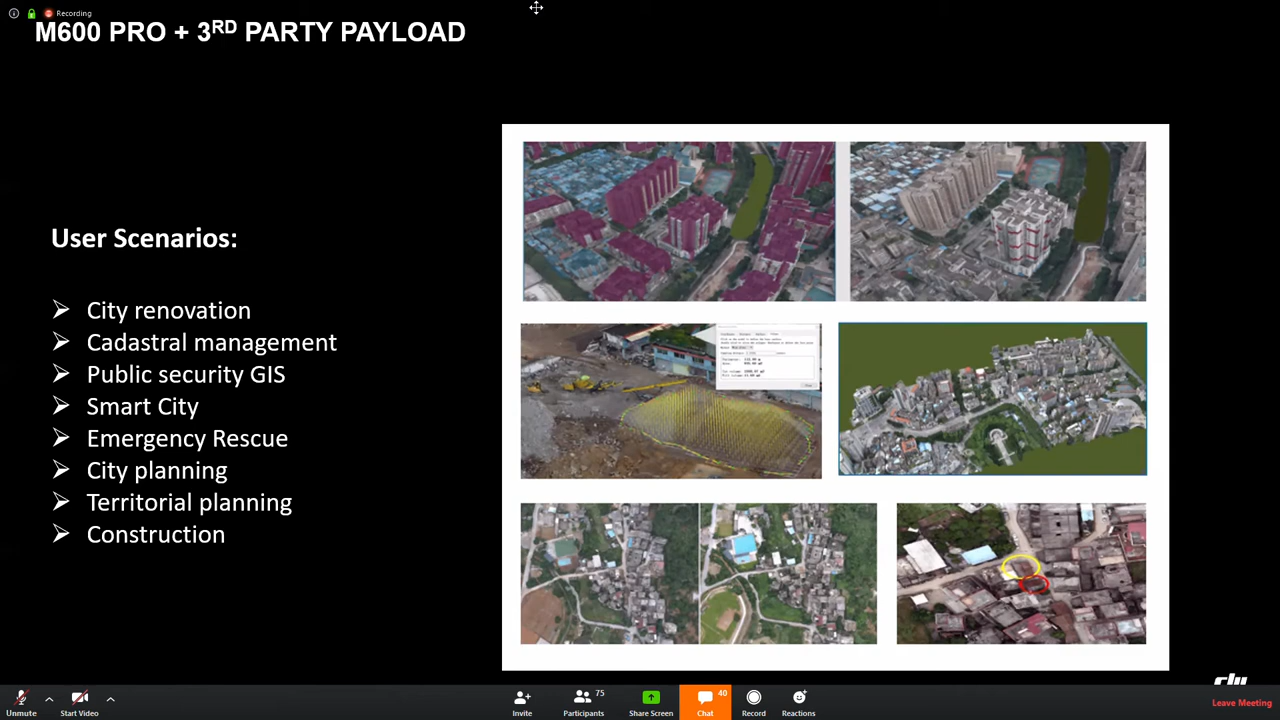 Recording
M600 PRO + 3RD PARTY PAYLOAD
User Scenarios:
➢ City renovation
➢ Cadastral management
➢ Public security GIS
➢ Smart City
➢ Emergency Rescue
➢ City planning
➢ Territorial planning
➢ Construction
dji
Unmute
Start Video
Invite
Participants
75
Share Screen
Chat
40
Record
Reactions
Leave Meeting